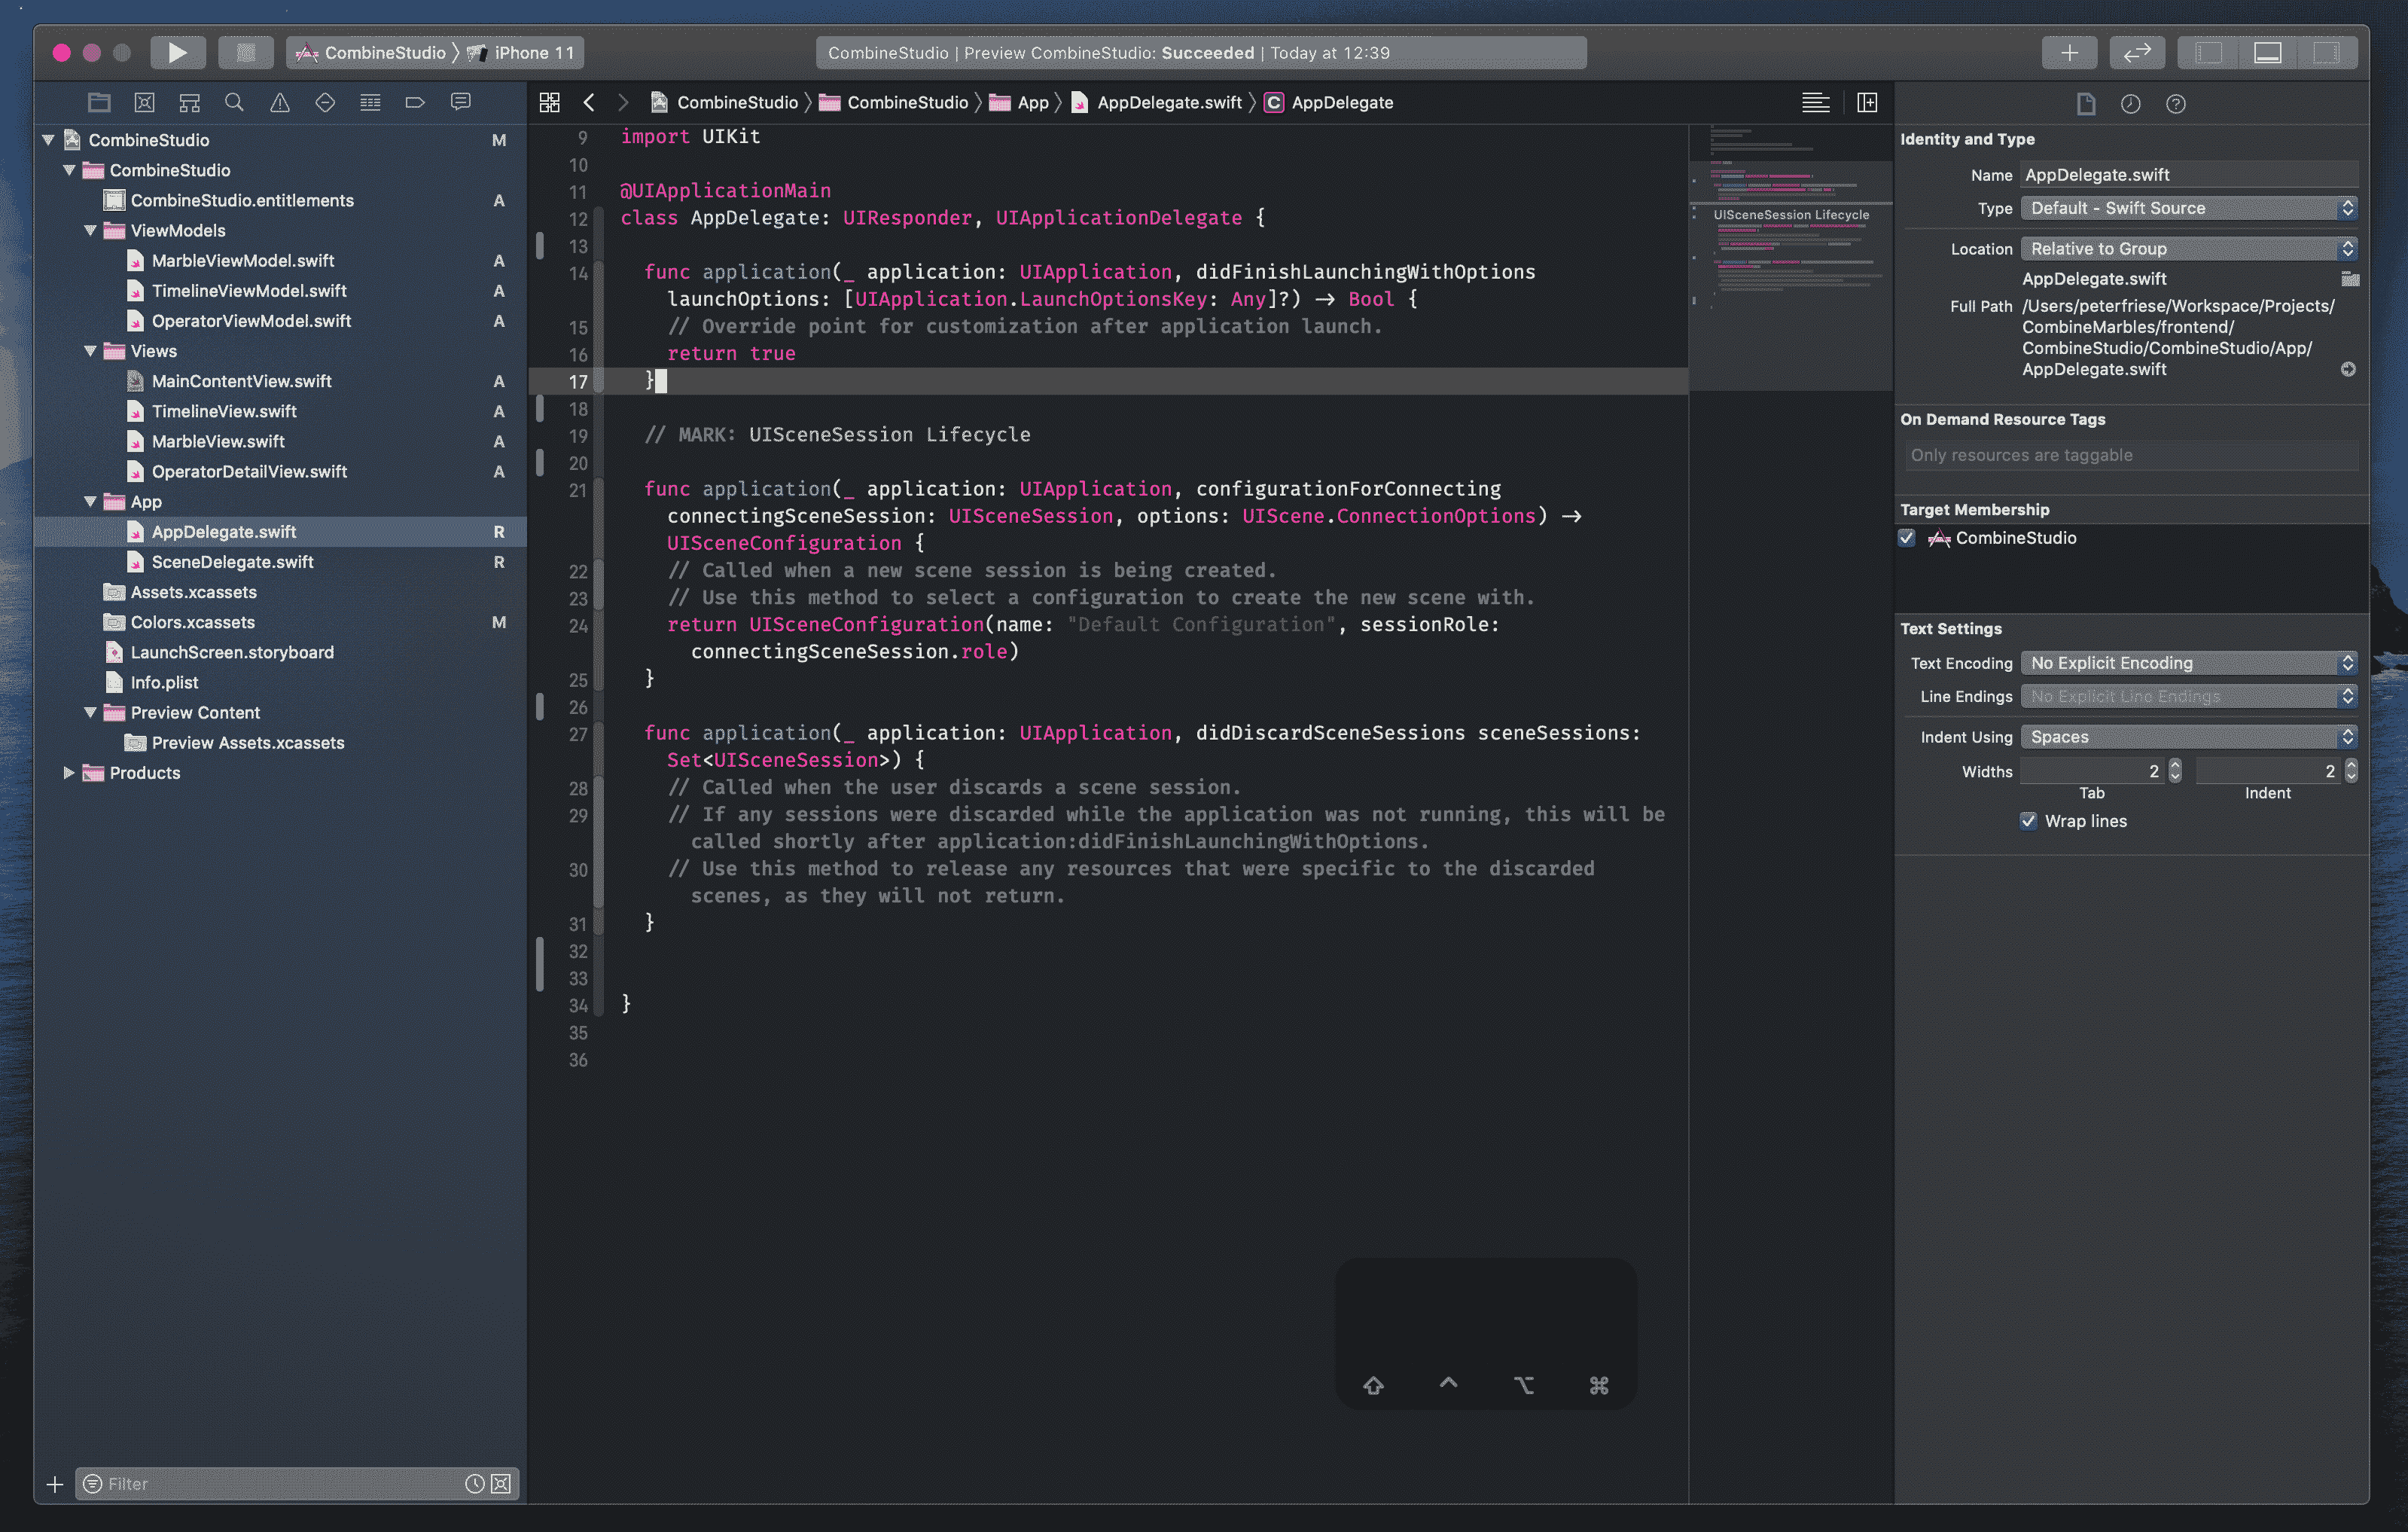 CombineStudio 〉 iPhone 11
CombineStudio | Preview CombineStudio: Succeeded | Today at 12:39
CombineStudio 〉 CombineStudio 〉 App 〉 AppDelegate.swift 〉 C AppDelegate
CombineStudio M
CombineStudio
CombineStudio.entitlements A
ViewModels
MarbleViewModel.swift A
TimelineViewModel.swift A
OperatorViewModel.swift A
Views
MainContentView.swift A
TimelineView.swift A
MarbleView.swift A
OperatorDetailView.swift A
App
AppDelegate.swift R
SceneDelegate.swift R
Assets.xcassets
Colors.xcassets M
LaunchScreen.storyboard
Info.plist
Preview Content
Preview Assets.xcassets
Products
Filter
9 import UIKit
10
11 @UIApplicationMain
12 class AppDelegate: UIResponder, UIApplicationDelegate {
13
14 func application(_ application: UIApplication, didFinishLaunchingWithOptions
launchOptions: [UIApplication.LaunchOptionsKey: Any]?) -> Bool {
15 // Override point for customization after application launch.
16 return true
17 }
18
19 // MARK: UISceneSession Lifecycle
20
21 func application(_ application: UIApplication, configurationForConnecting
connectingSceneSession: UISceneSession, options: UIScene.ConnectionOptions) ->
UISceneConfiguration {
22 // Called when a new scene session is being created.
23 // Use this method to select a configuration to create the new scene with.
24 return UISceneConfiguration(name: "Default Configuration", sessionRole:
connectingSceneSession.role)
25 }
26
27 func application(_ application: UIApplication, didDiscardSceneSessions sceneSessions:
Set<UISceneSession>) {
28 // Called when the user discards a scene session.
29 // If any sessions were discarded while the application was not running, this will be
called shortly after application:didFinishLaunchingWithOptions.
30 // Use this method to release any resources that were specific to the discarded
scenes, as they will not return.
31 }
32
33
34 }
35
36
⇧ ⌃ ⌥ ⌘
UISceneSession Lifecycle
Identity and Type
Name AppDelegate.swift
Type Default - Swift Source
Location Relative to Group
AppDelegate.swift
Full Path /Users/peterfriese/Workspace/Projects/
CombineMarbles/frontend/
CombineStudio/CombineStudio/App/
AppDelegate.swift
On Demand Resource Tags
Only resources are taggable
Target Membership
CombineStudio
Text Settings
Text Encoding No Explicit Encoding
Line Endings No Explicit Line Endings
Indent Using Spaces
Widths 2 2
Tab Indent
Wrap lines